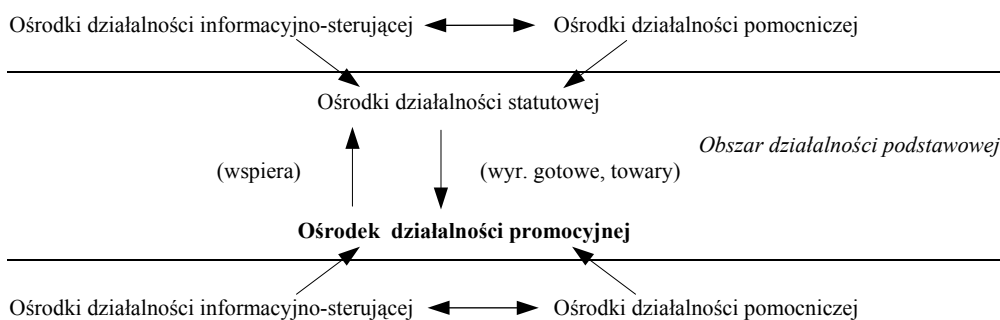 Ośrodki działalności informacyjno-sterującej Ośrodki działalności pomocniczej
Ośrodki działalności statutowej
Obszar działalności podstawowej
(wspiera) (wyr. gotowe, towary)
Ośrodek działalności promocyjnej
Ośrodki działalności informacyjno-sterującej Ośrodki działalności pomocniczej